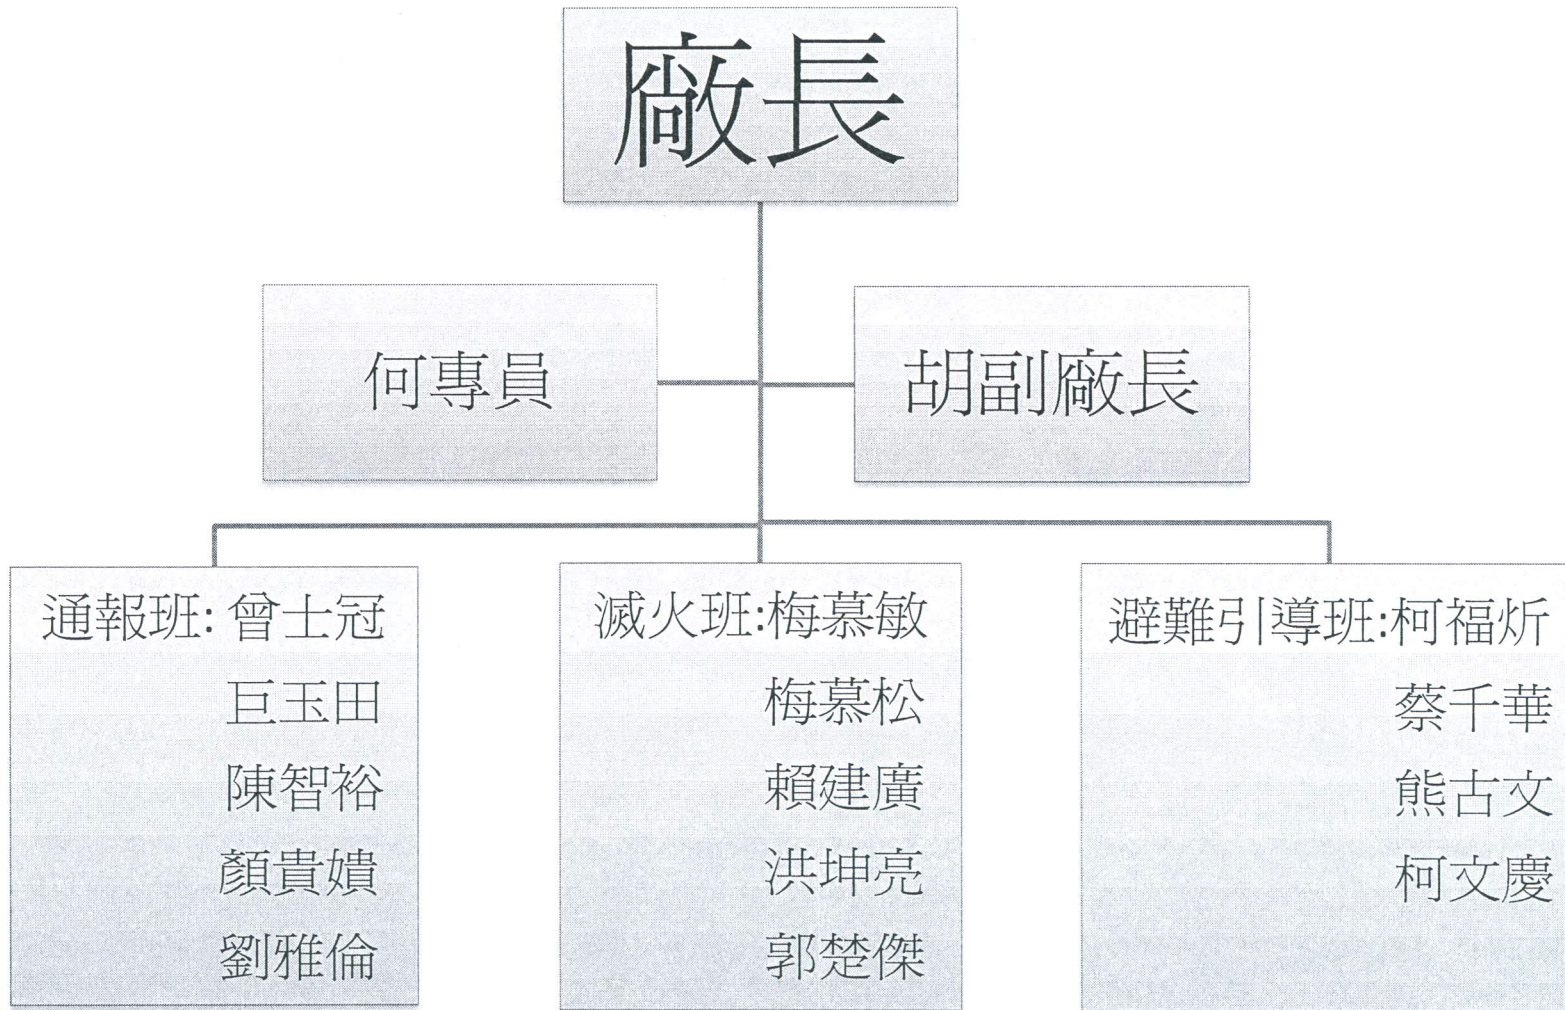 廠長
何專員
胡副廠長
通報班: 曾士冠
巨玉田
陳智裕
顏貴嬇
劉雅倫
滅火班:梅慕敏
梅慕松
賴建廣
洪坤亮
郭楚傑
避難引導班:柯福炘
蔡千華
熊古文
柯文慶